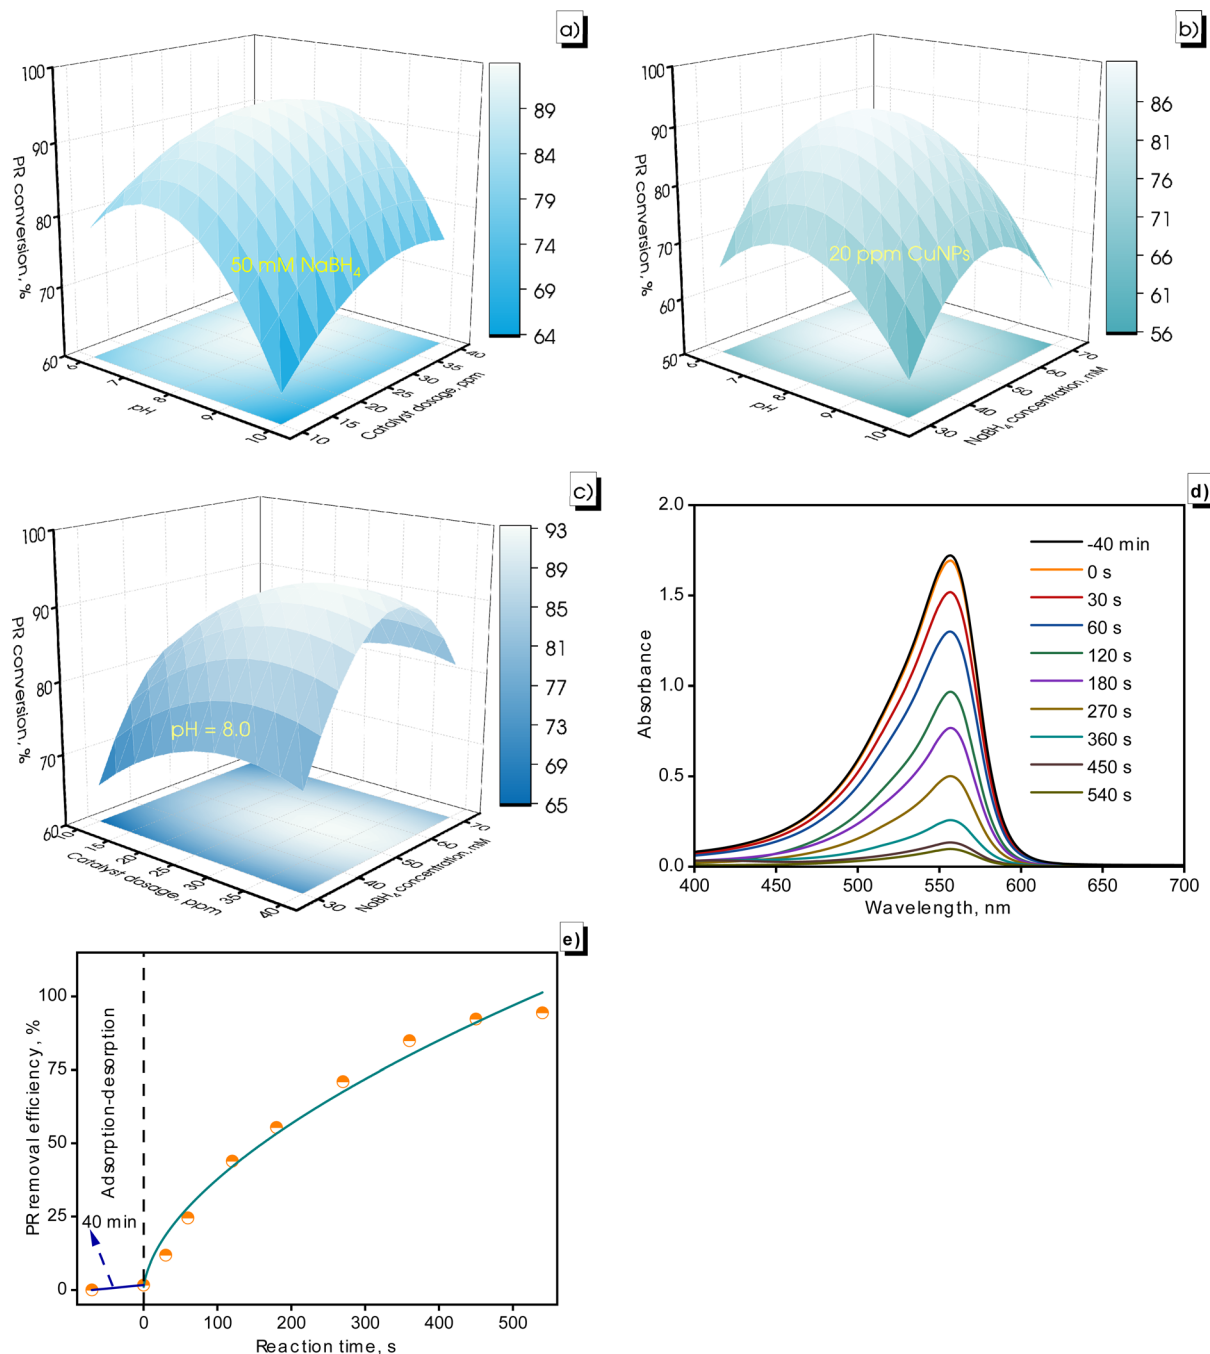 a)
100
90
80
70
60
PR conversion, %
6
7
8
9
10
pH
10
15
20
25
30
35
40
Catalyst dosage, ppm
50 mM NaBH4
89
84
79
74
69
64
b)
100
90
80
70
60
50
PR conversion, %
6
7
8
9
10
pH
30
40
50
60
70
NaBH4 concentration, mM
20 ppm CuNPs
86
81
76
71
66
61
56
c)
100
90
80
70
60
PR conversion, %
10
15
20
25
30
35
40
Catalyst dosage, ppm
30
40
50
60
70
NaBH4 concentration, mM
pH = 8.0
93
89
85
81
77
73
69
65
d)
2.0
1.5
1.0
0.5
0.0
Absorbance
400 450 500 550 600 650 700
Wavelength, nm
-40 min
0 s
30 s
60 s
120 s
180 s
270 s
360 s
450 s
540 s
e)
100
75
50
25
0
PR removal efficiency, %
Adsorption-desorption
40 min
0 100 200 300 400 500
Reaction time, s